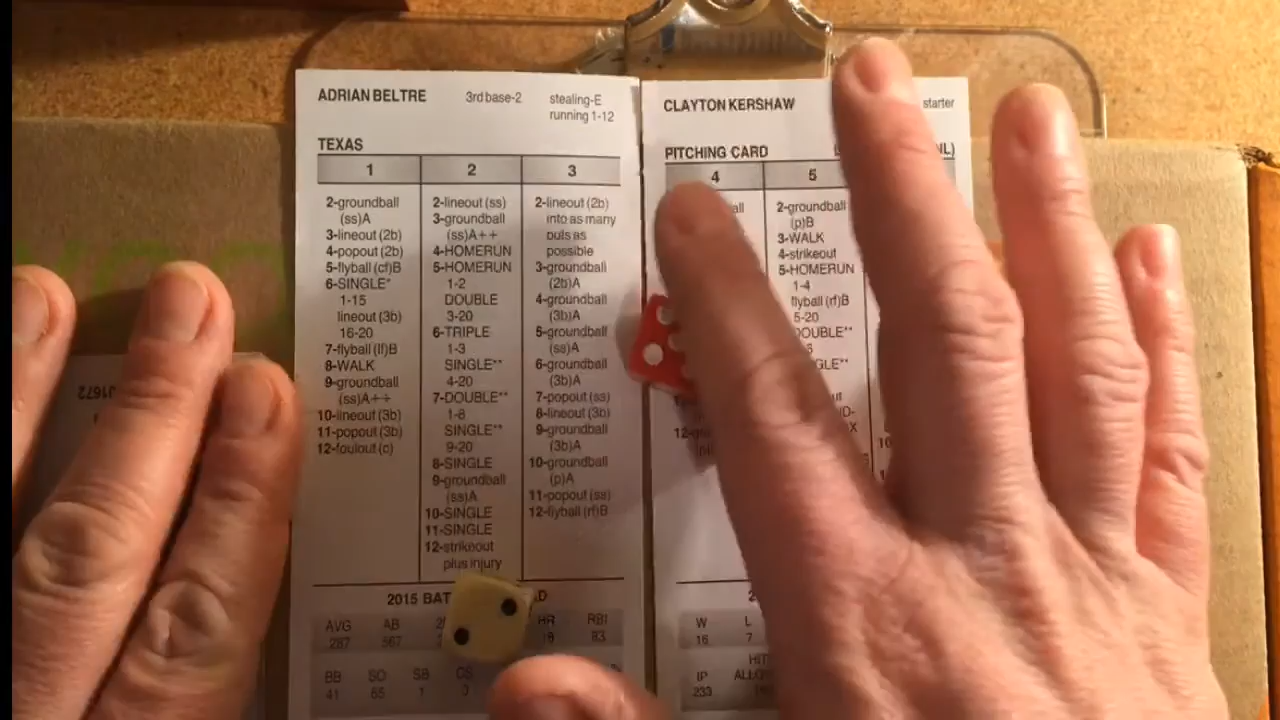 ADRIAN BELTRE 3rd base-2 stealing-E
running 1-12
TEXAS
1 2 3
2-groundball
(ss)A
3-lineout (2b)
4-popout (2b)
5-flyball (cf)B
6-SINGLE*
1-15
lineout (3b)
16-20
7-flyball (lf)B
8-WALK
9-groundball
(ss)A++
10-lineout (3b)
11-popout (3b)
12-foulout (c)
2-lineout (ss)
3-groundball
(ss)A++
4-HOMERUN
5-HOMERUN
1-2
DOUBLE
3-20
6-TRIPLE
1-3
SINGLE**
4-20
7-DOUBLE**
1-8
SINGLE**
9-20
8-SINGLE
9-groundball
(ss)A
10-SINGLE
11-SINGLE
12-strikeout
plus injury
2-lineout (2b)
into as many
outs as
possible
3-groundball
(2b)A
4-groundball
(3b)A
5-groundball
(ss)A
6-groundball
(3b)A
7-popout (ss)
8-lineout (3b)
9-groundball
(3b)A
10-groundball
(p)A
11-popout (ss)
12-flyball (rf)B
2015 BAT
AVG AB HR RBI
287 567 18 83
BB SO SB CS
41 65 1 3
CLAYTON KERSHAW starter
PITCHING CARD NL)
4 5
2-groundball
(p)B
3-WALK
4-strikeout
5-HOMERUN
1-4
flyball (rf)B
5-20
W L
16 7
IP
233
J1672